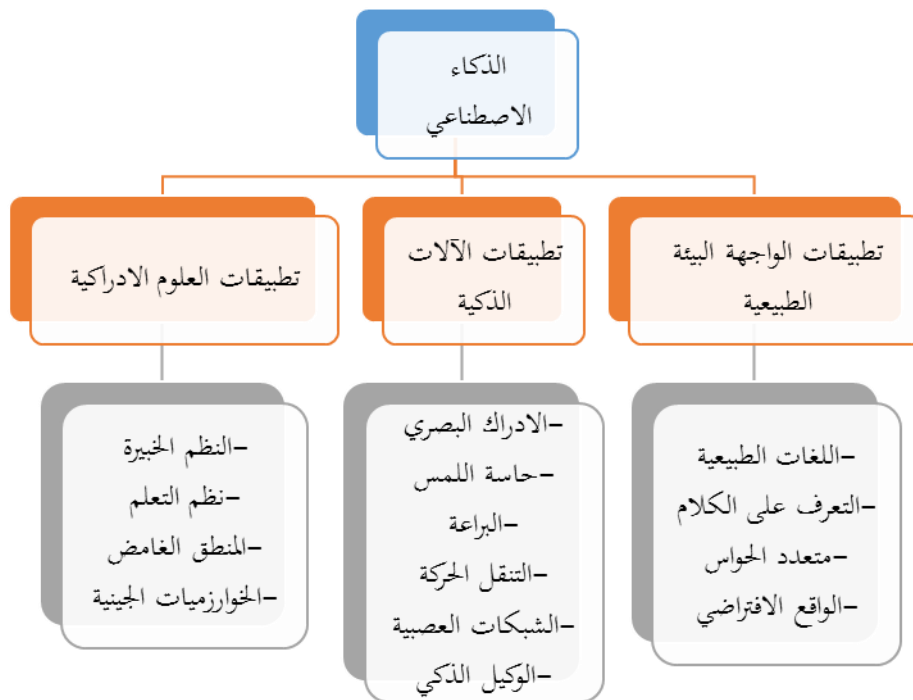 الذكاء
الاصطناعي
تطبيقات الواجهة البيئة
الطبيعية
تطبيقات الآلات
الذكية
تطبيقات العلوم الادراكية
-اللغات الطبيعية
-التعرف على الكلام
-متعدد الحواس
-الواقع الافتراضي
-الادراك البصري
-حاسة اللمس
-البراعة
-التنقل الحركة
-الشبكات العصبية
-الوكيل الذكي
-النظم الخبيرة
-نظم التعلم
-المنطق الغامض
-الخوارزميات الجينية